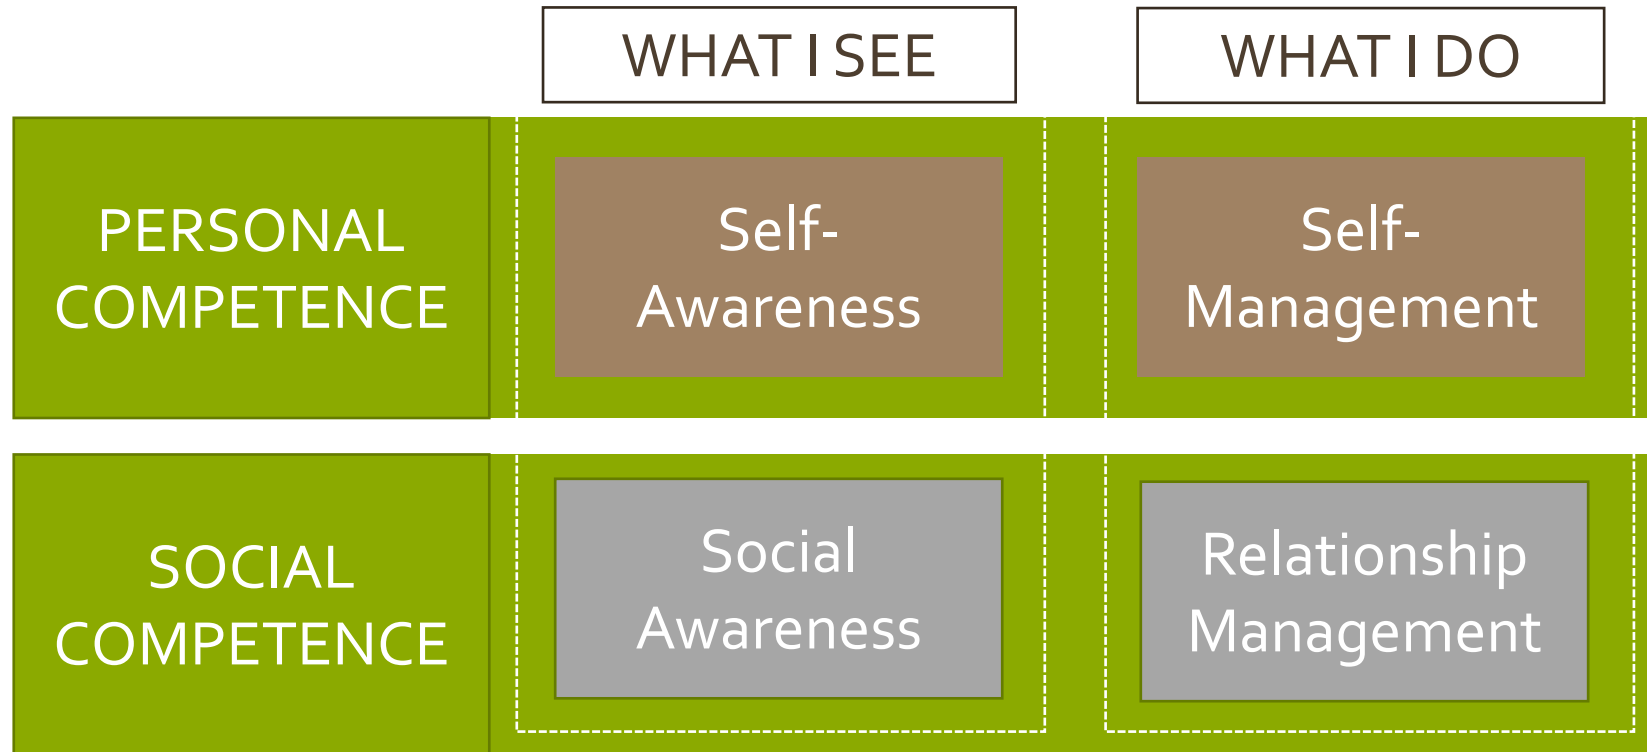 WHAT I SEE
WHAT I DO
PERSONAL
COMPETENCE
Self-
Awareness
Self-
Management
SOCIAL
COMPETENCE
Social
Awareness
Relationship
Management